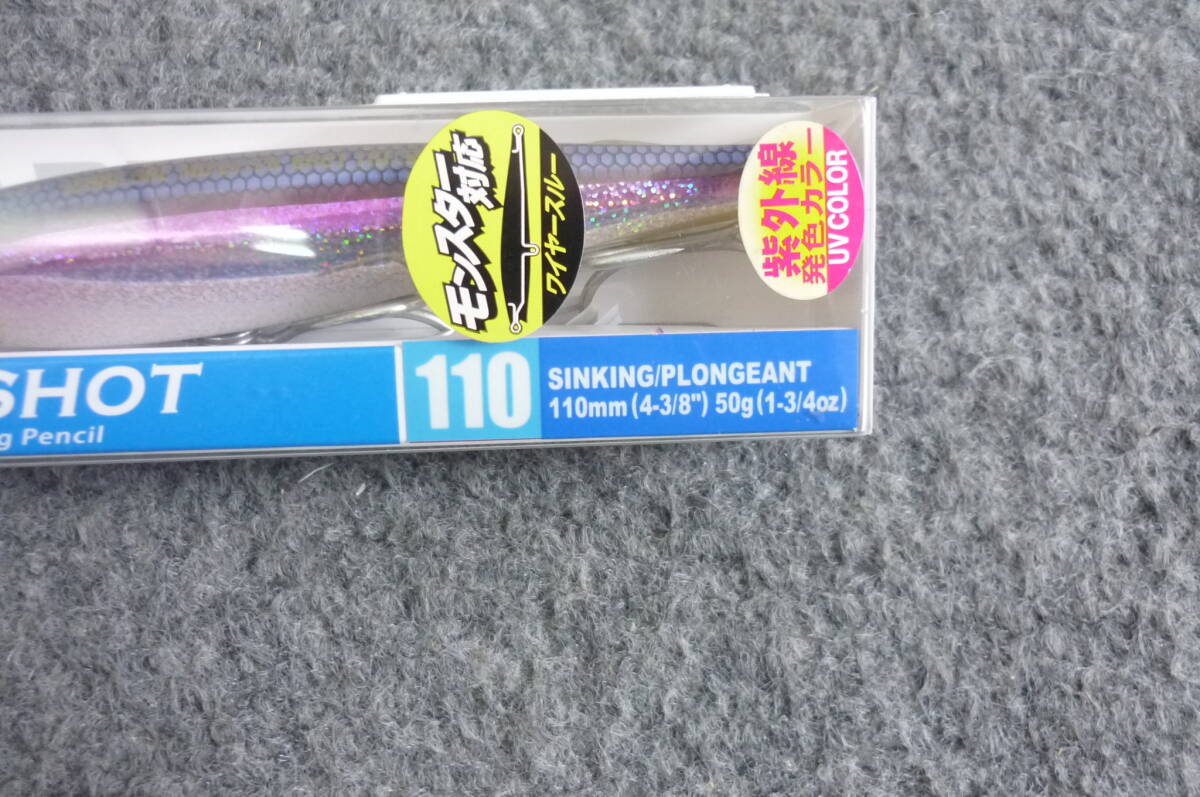 モンスター
対応
ワイヤースルー
紫外線
発色カラー
UV COLOR
SHOT
g Pencil
110
SINKING/PLONGEANT
110mm (4-3/8") 50g (1-3/4oz)